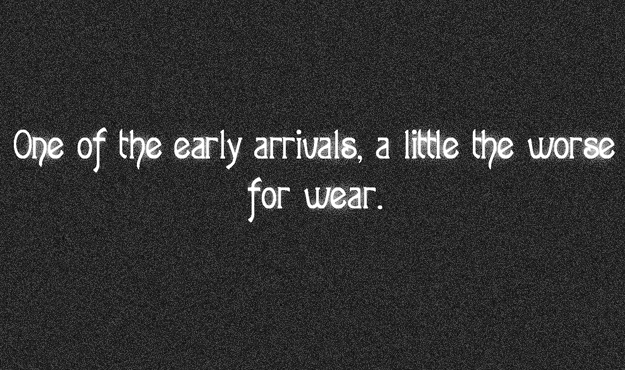 One of the early arrivals, a little the worse
for wear.